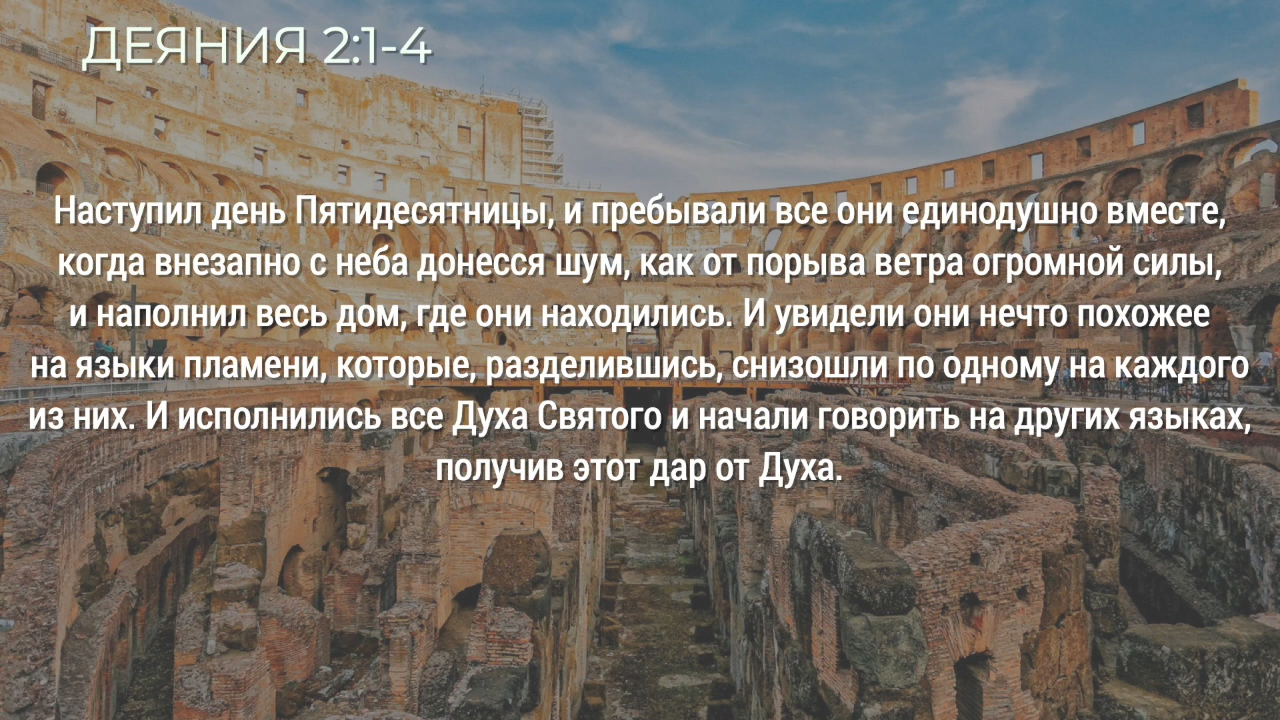 ДЕЯНИЯ 2:1-4
Наступил день Пятидесятницы, и пребывали все они единодушно вместе,
когда внезапно с неба донесся шум, как от порыва ветра огромной силы,
и наполнил весь дом, где они находились. И увидели они нечто похожее
на языки пламени, которые, разделившись, снизошли по одному на каждого
из них. И исполнились все Духа Святого и начали говорить на других языках,
получив этот дар от Духа.